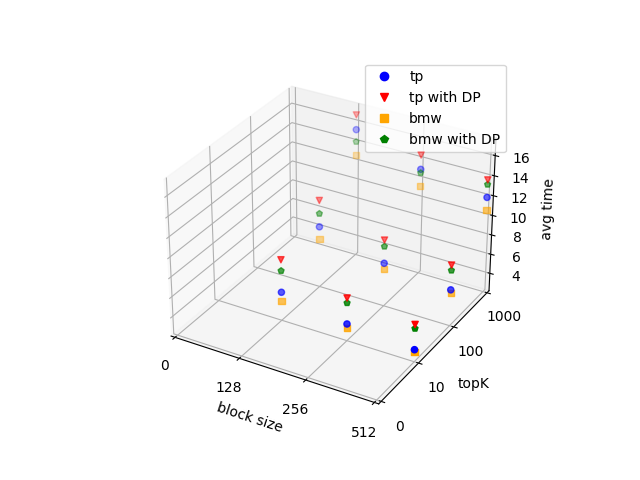 tp
tp with DP
bmw
bmw with DP
16
14
12
10
8
6
4
avg time
1000
100
10
0
topK
0
128
256
512
block size